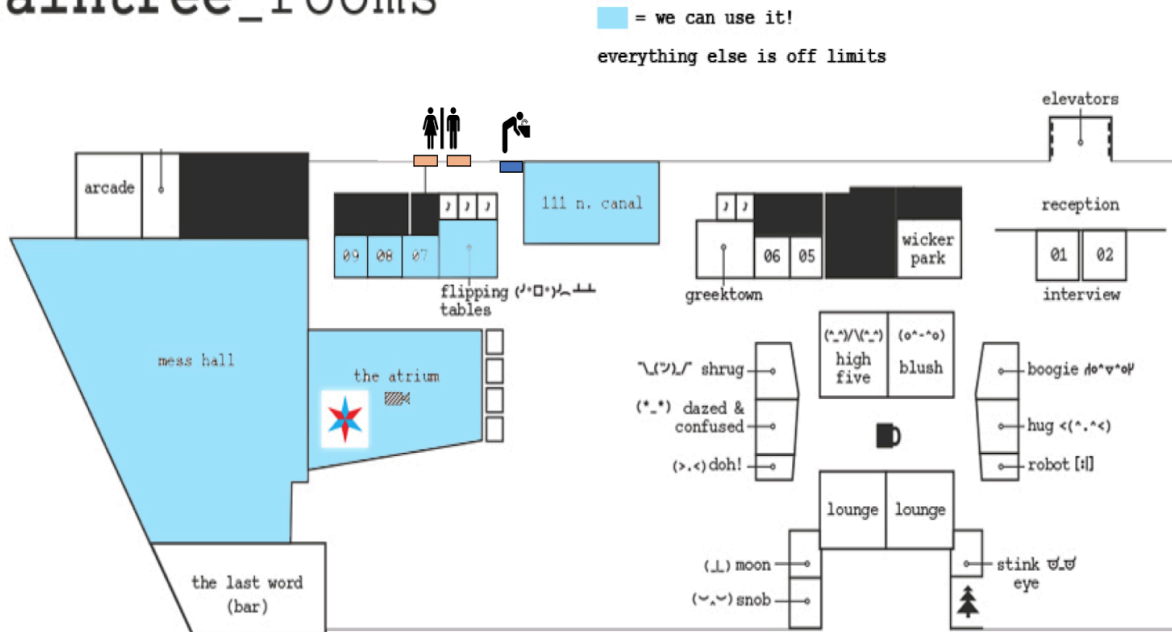 aintree_rooms
= we can use it!
everything else is off limits
elevators
arcade
111 n. canal
reception
09
08
07
06
05
wicker
park
01
02
flipping (╯°□°)╯︵ ┻┻
tables
greektown
interview
mess hall
the atrium
(^_^)/\(^_^)
high
five
(o^-^o)
blush
¯\_(ツ)_/¯ shrug
boogie
(*_*) dazed &
confused
hug <(^.^<)
(>.<)doh!
robot [:|]
lounge
lounge
the last word
(bar)
(_|_) moon
stink ಠ_ಠ
eye
(︶︿︶)snob